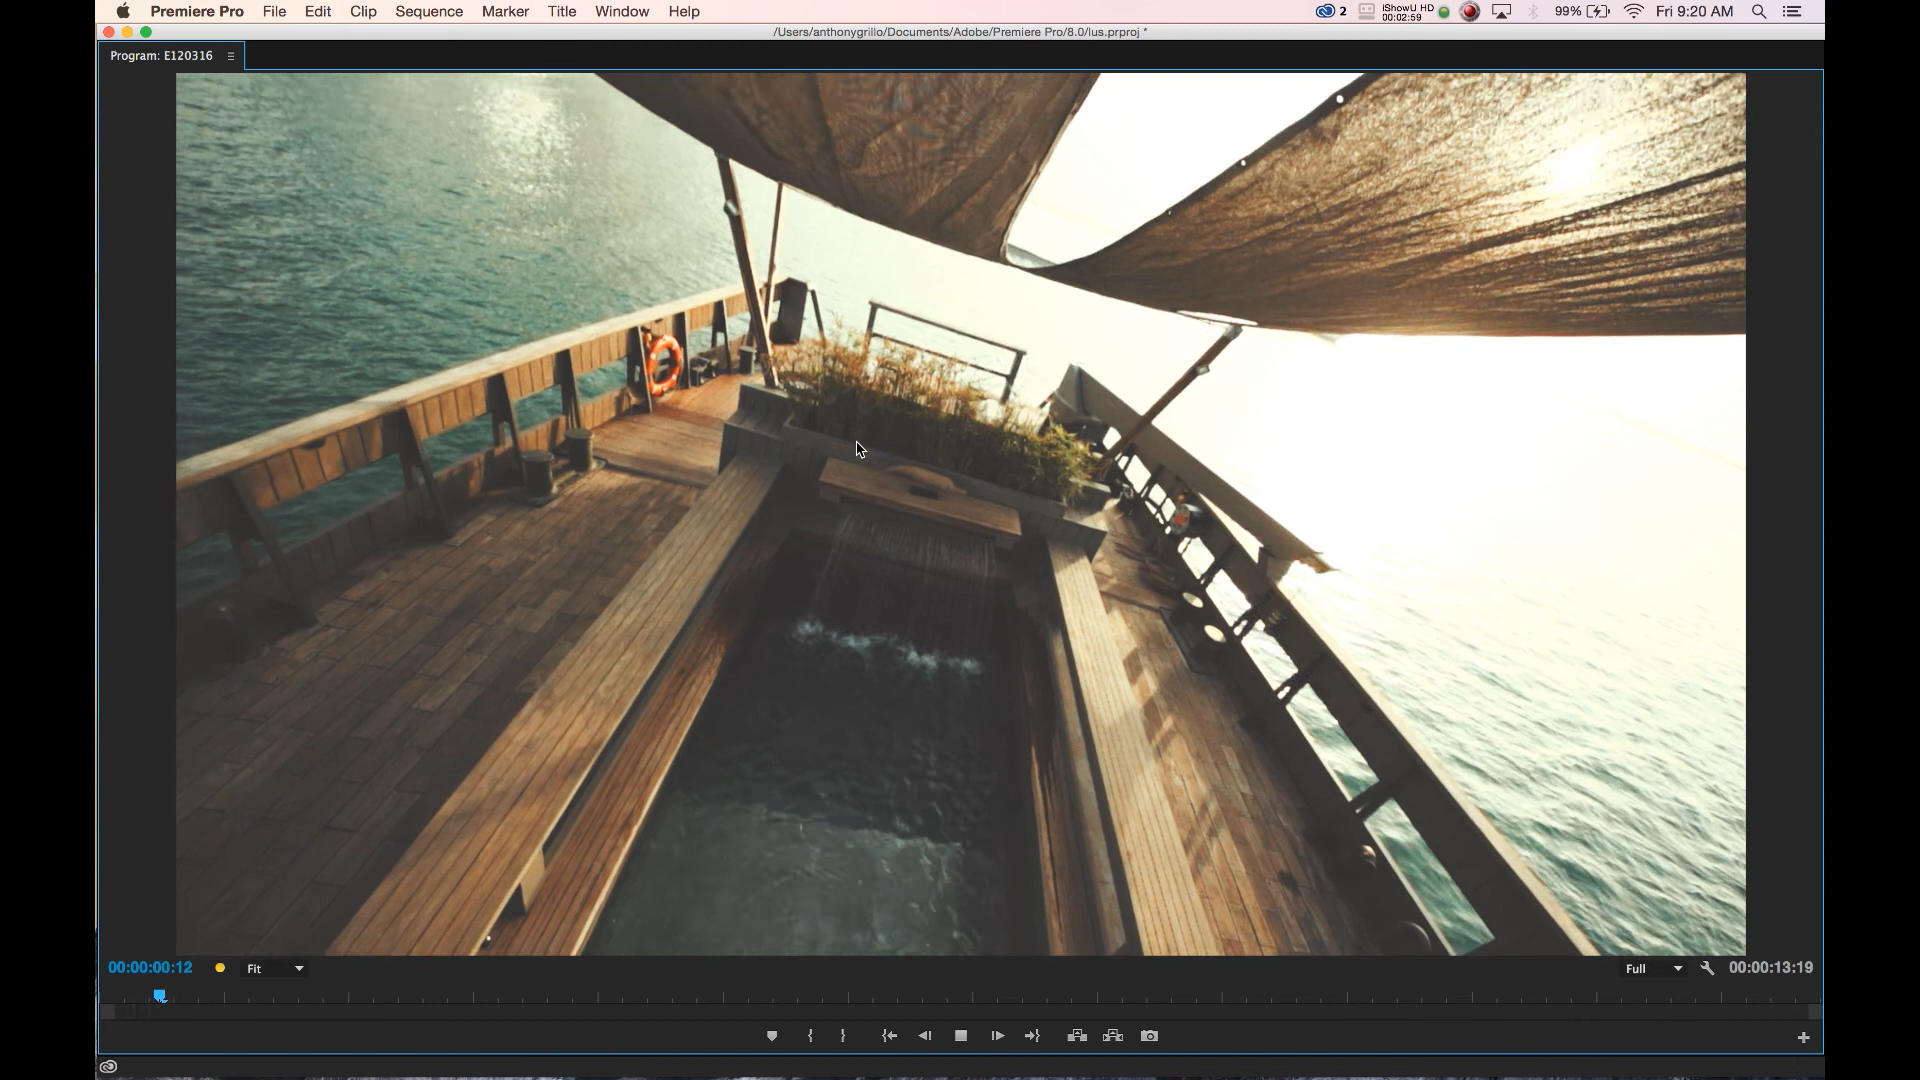 Premiere Pro File Edit Clip Sequence Marker Title Window Help 2 iShowU HD 00:02:59 99% Fri 9:20 AM
/Users/anthonygrillo/Documents/Adobe/Premiere Pro/8.0/lus.prproj *
Program: E120316
00:00:00:12 Fit Full 00:00:13:19